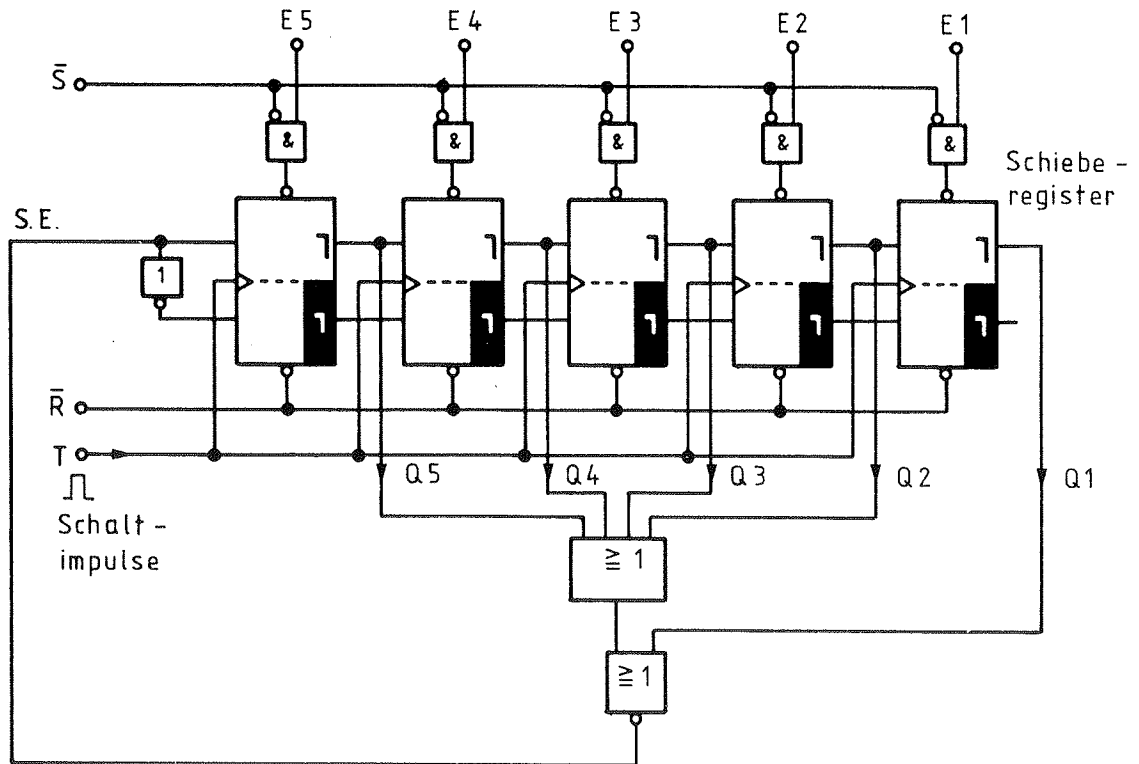 E5 E4 E3 E2 E1
S̄
& & & & &
Schiebe-
register
S.E.
1
R̄
T
Q5 Q4 Q3 Q2 Q1
Schalt-
impulse
≧ 1
≧ 1